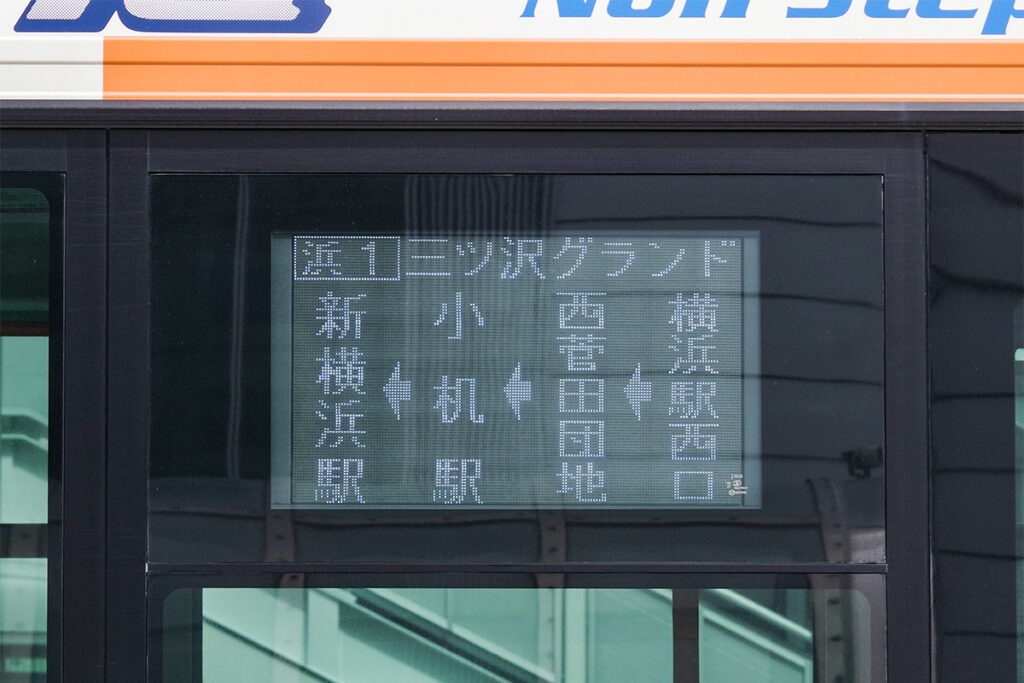 Non Step
浜1 三ツ沢グランド
横浜駅西口
西菅田団地
小机駅
新横浜駅